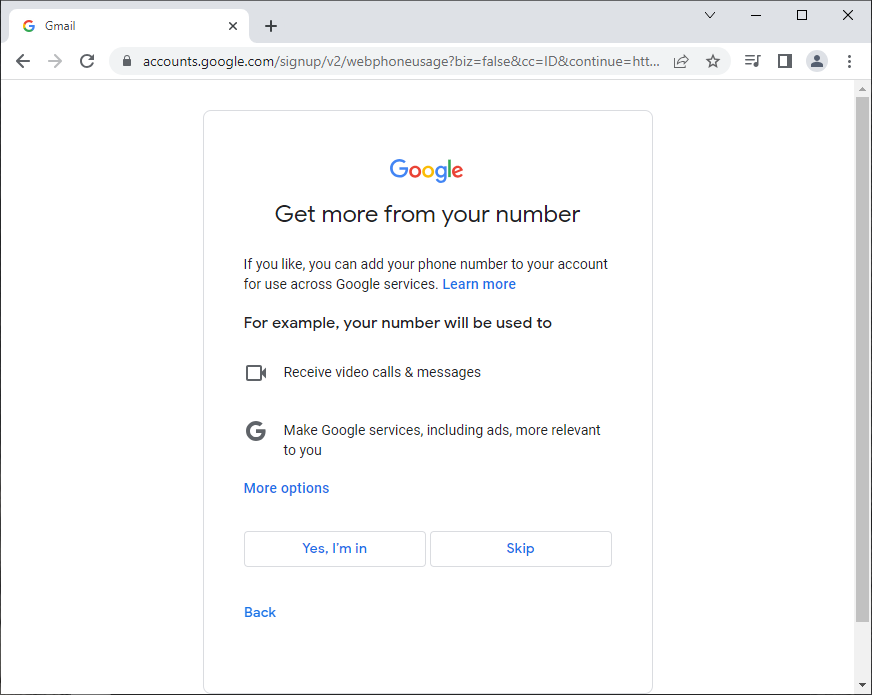 Gmail
accounts.google.com/signup/v2/webphoneusage?biz=false&cc=ID&continue=htt...
Google
Get more from your number
If you like, you can add your phone number to your account
for use across Google services. Learn more
For example, your number will be used to
Receive video calls & messages
G
Make Google services, including ads, more relevant
to you
More options
Yes, I'm in
Skip
Back